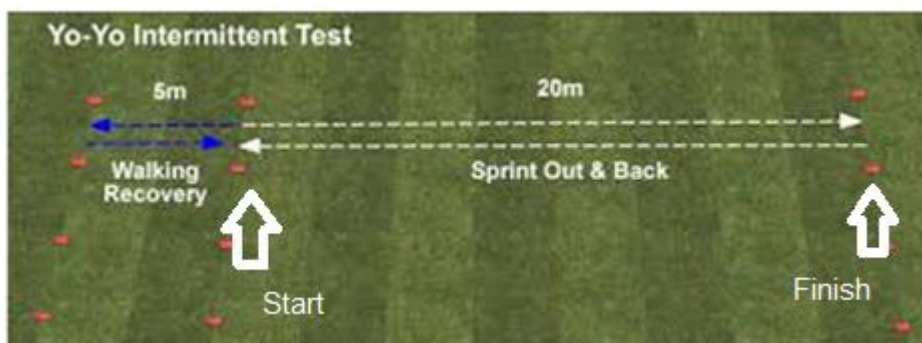 Yo-Yo Intermittent Test
5m
20m
Walking
Recovery
Sprint Out & Back
Start
Finish